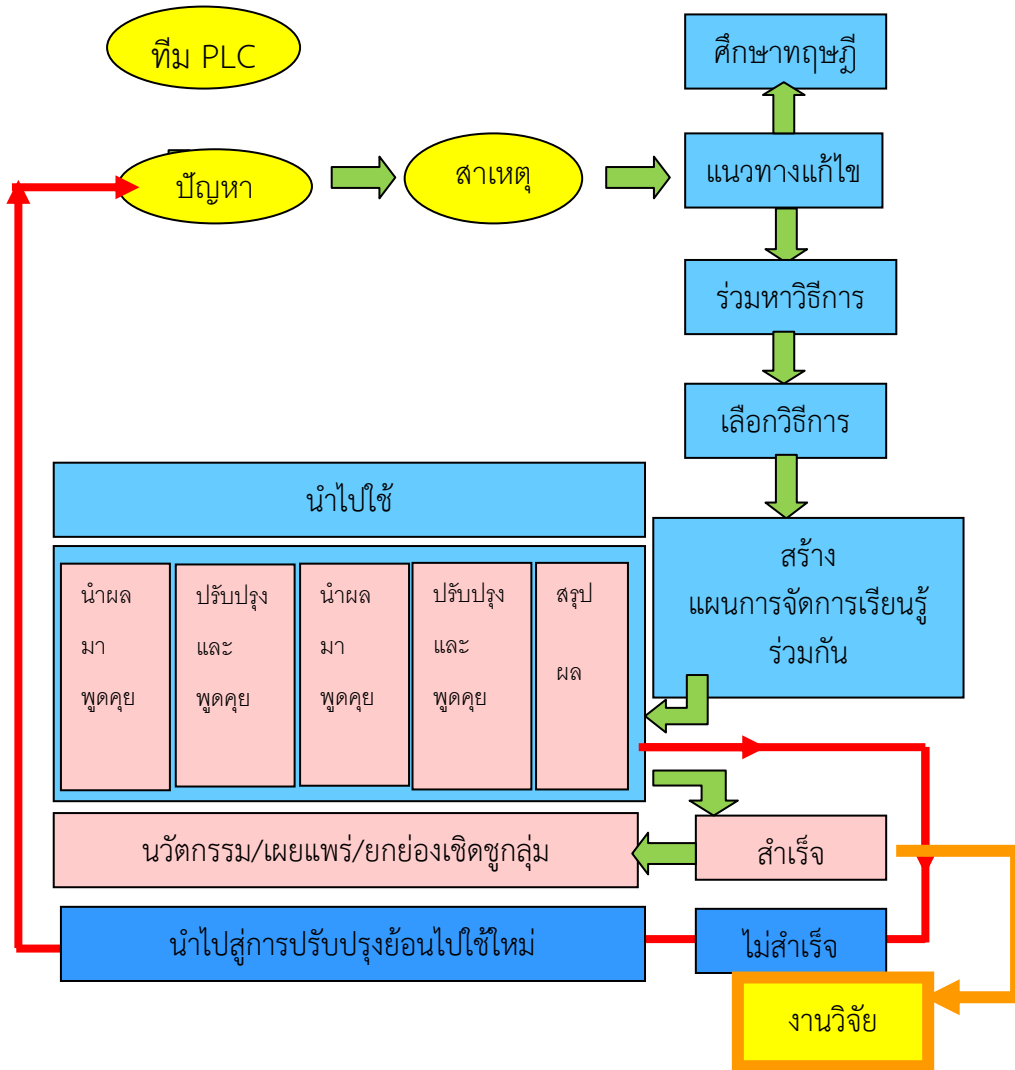 ทีม PLC
ศึกษาทฤษฎี
ปัญหา
สาเหตุ
แนวทางแก้ไข
ร่วมหาวิธีการ
เลือกวิธีการ
นำไปใช้
สร้าง
แผนการจัดการเรียนรู้
ร่วมกัน
นำผล
มา
พูดคุย
ปรับปรุง
และ
พูดคุย
นำผล
มา
พูดคุย
ปรับปรุง
และ
พูดคุย
สรุป
ผล
นวัตกรรม/เผยแพร่/ยกย่องเชิดชูกลุ่ม
สำเร็จ
นำไปสู่การปรับปรุงย้อนไปใช้ใหม่
ไม่สำเร็จ
งานวิจัย